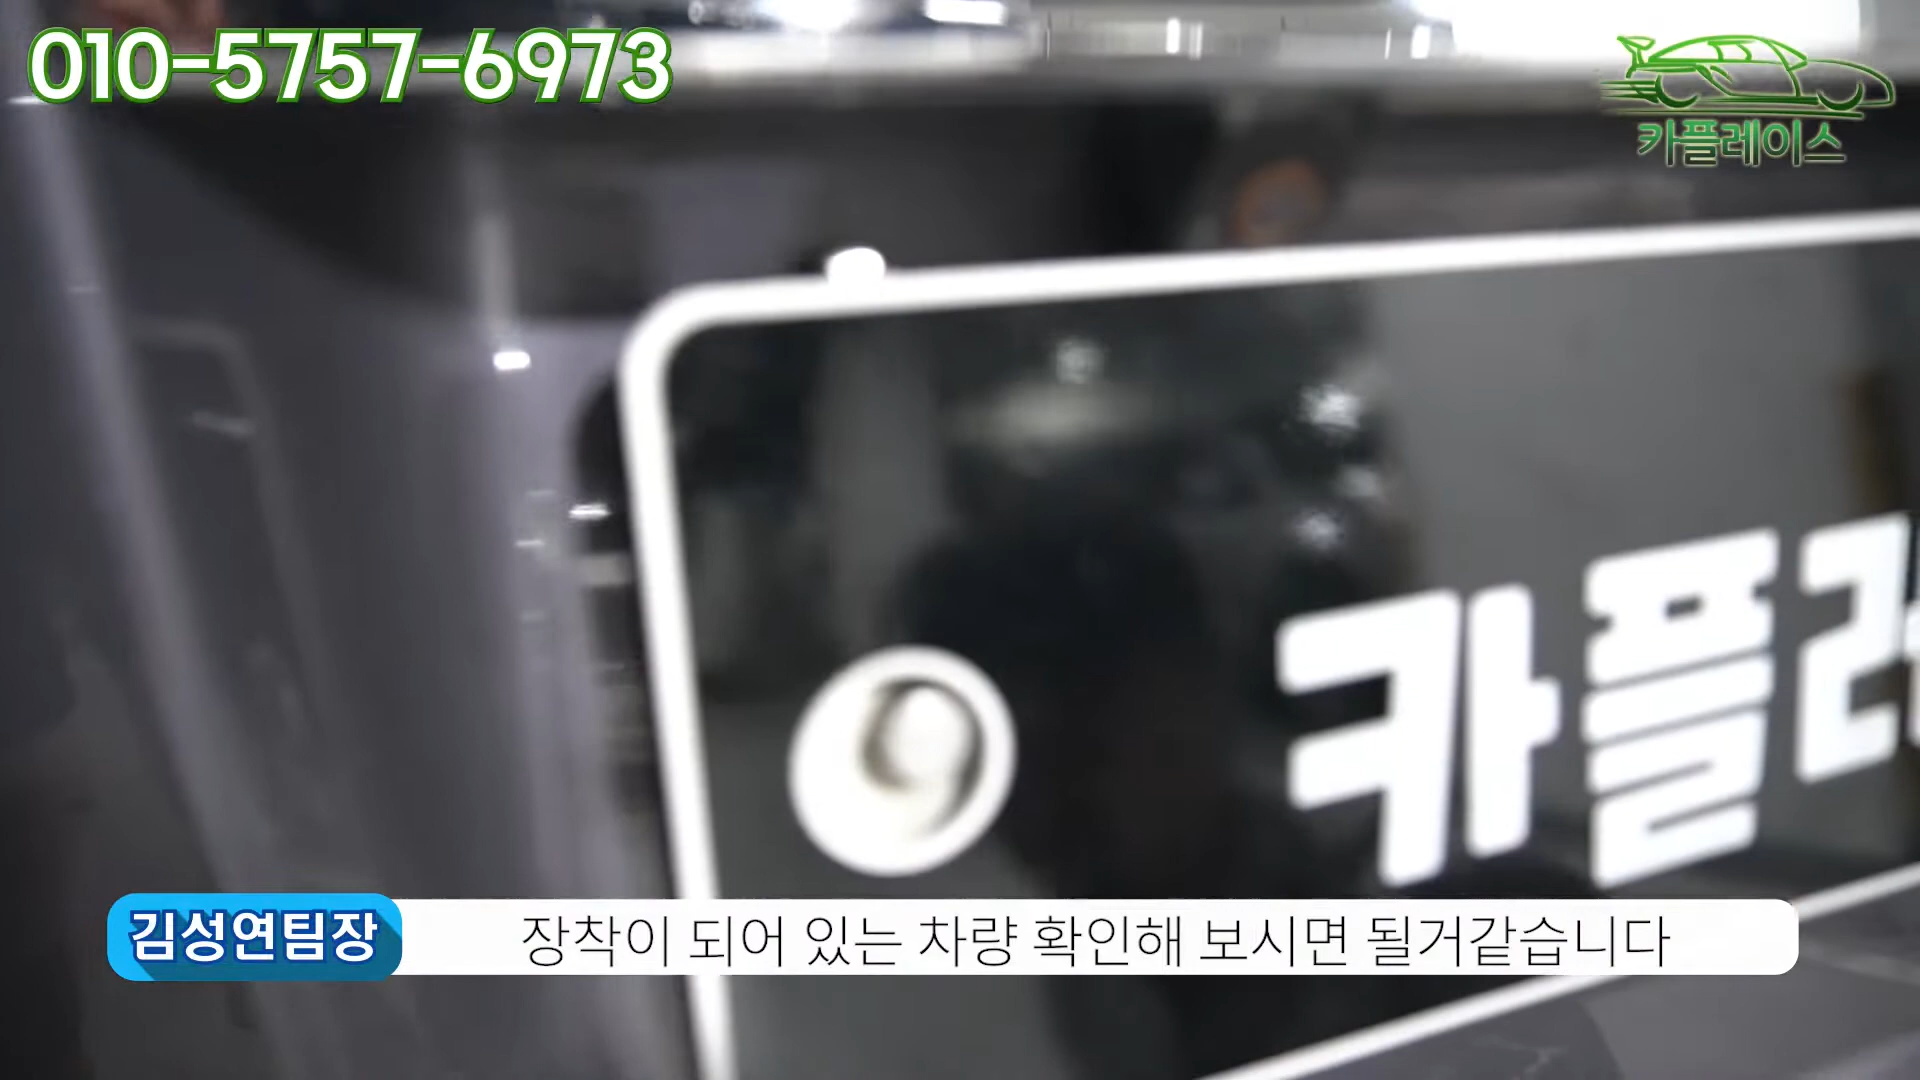 010-5757-6973
카플레이스
카플레
김성연팀장
장착이 되어 있는 차량 확인해 보시면 될거같습니다